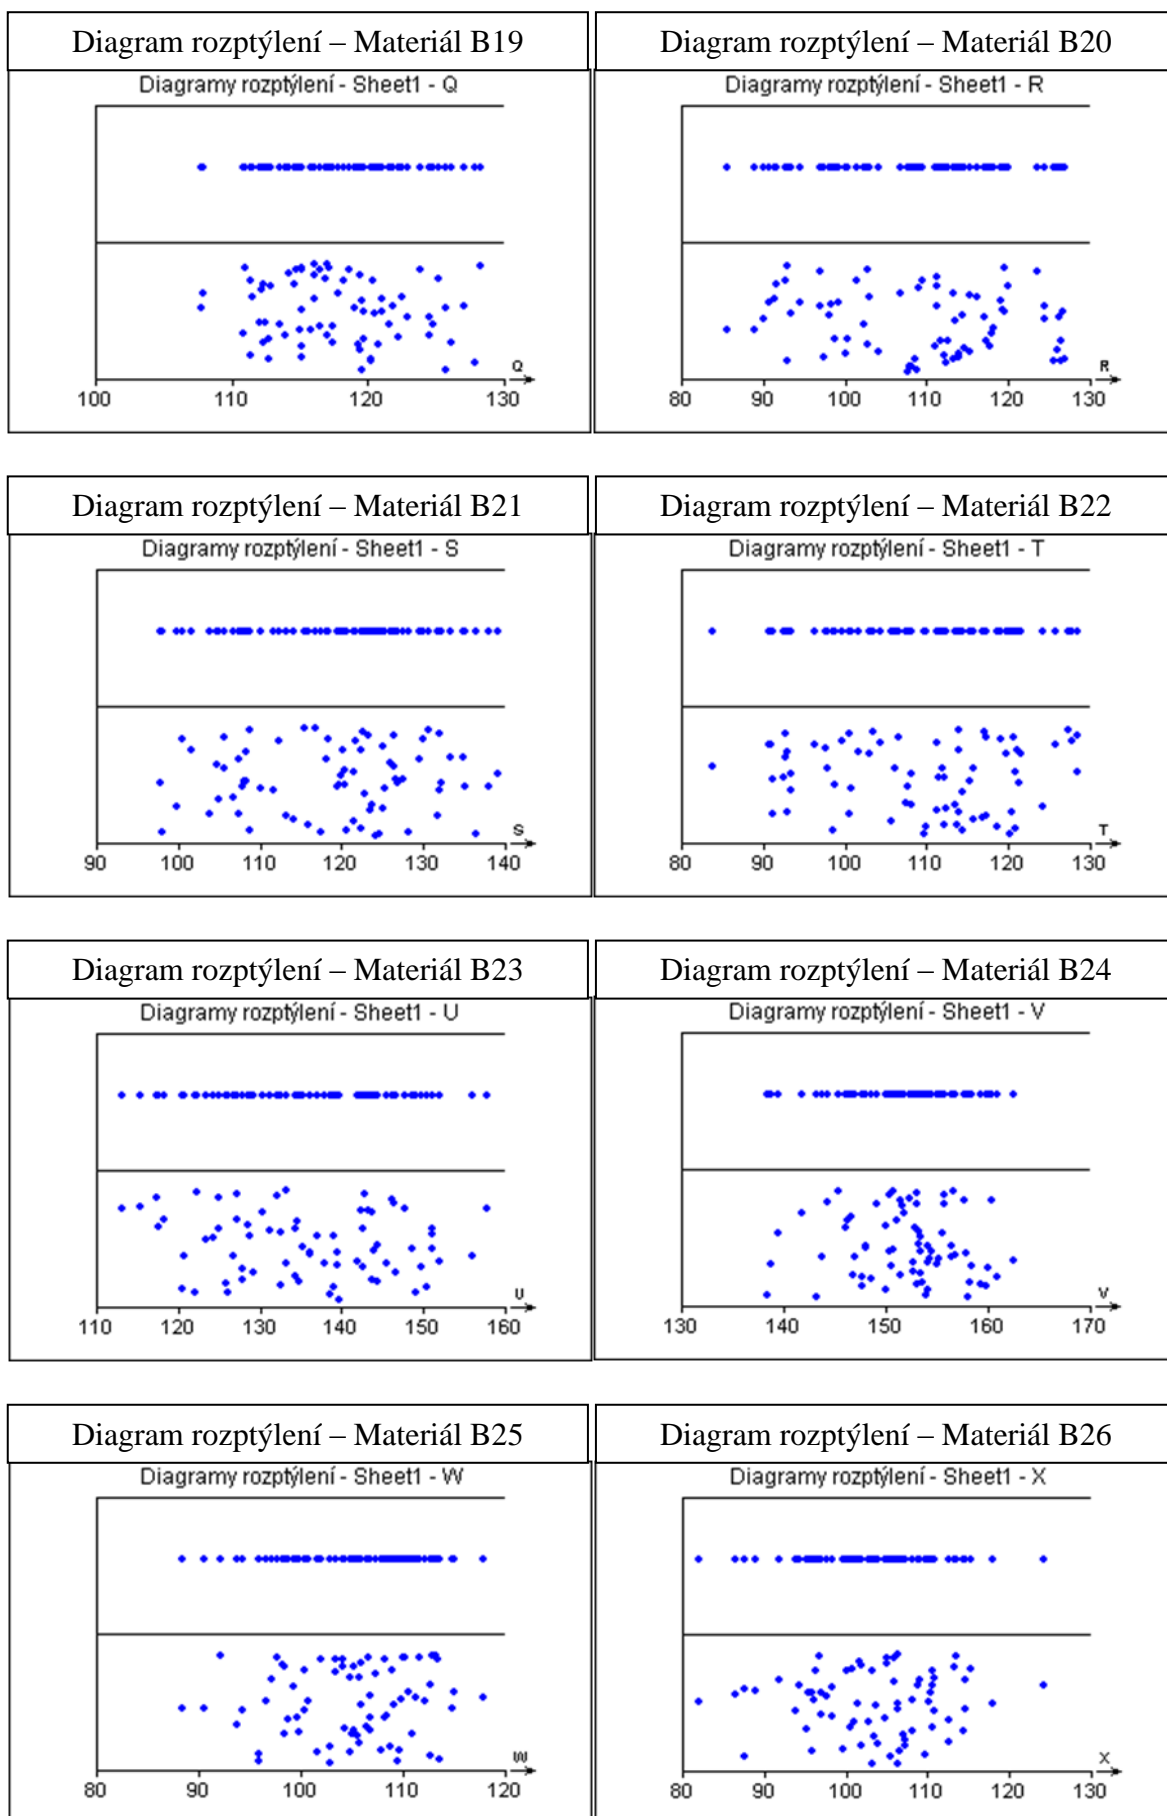 Diagram rozptýlení – Materiál B19 Diagram rozptýlení – Materiál B20
Diagramy rozptýlení - Sheet1 - Q Diagramy rozptýlení - Sheet1 - R
Q R
100 110 120 130 80 90 100 110 120 130
Diagram rozptýlení – Materiál B21 Diagram rozptýlení – Materiál B22
Diagramy rozptýlení - Sheet1 - S Diagramy rozptýlení - Sheet1 - T
S T
90 100 110 120 130 140 80 90 100 110 120 130
Diagram rozptýlení – Materiál B23 Diagram rozptýlení – Materiál B24
Diagramy rozptýlení - Sheet1 - U Diagramy rozptýlení - Sheet1 - V
U V
110 120 130 140 150 160 130 140 150 160 170
Diagram rozptýlení – Materiál B25 Diagram rozptýlení – Materiál B26
Diagramy rozptýlení - Sheet1 - W Diagramy rozptýlení - Sheet1 - X
W X
80 90 100 110 120 80 90 100 110 120 130